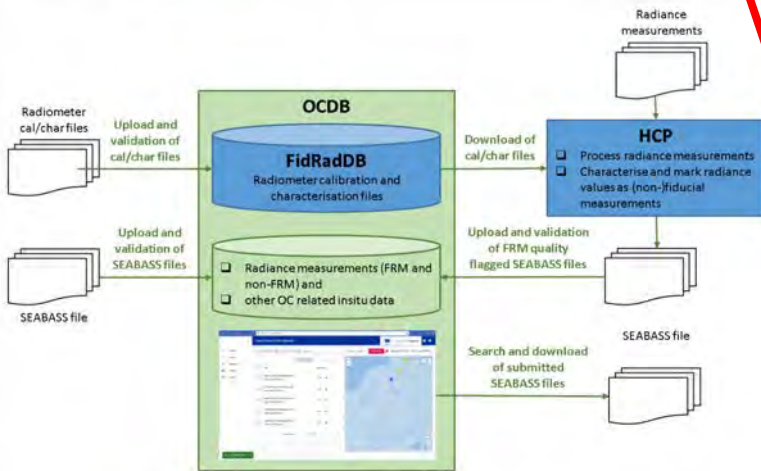 Radiance
measurements
OCDB
Radiometer
cal/char files
Upload and
validation of
cal/char files
FidRadDB
Radiometer calibration and
characterisation files
Download of
cal/char files
HCP
Process radiance measurements
Characterise and mark radiance
values as (non-)fiducial
measurements
Upload and
validation of
SEABASS files
Radiance measurements (FRM and
non-FRM) and
other OC related insitu data
Upload and validation
of FRM quality
flagged SEABASS files
SEABASS file
SEABASS file
Search and download
of submitted
SEABASS files